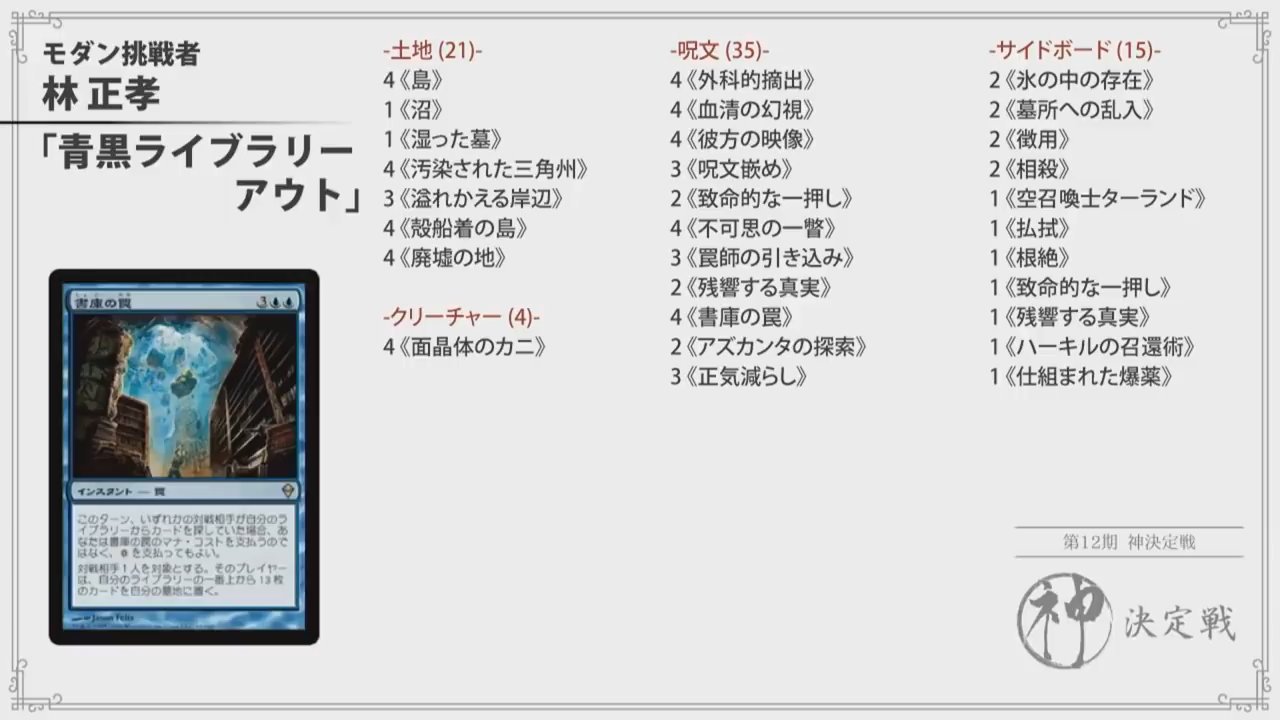 モダン挑戦者
林 正孝
「青黒ライブラリー
アウト」
書庫の罠
3
インスタント — 罠
このターン、いずれかの対戦相手が自分のラ
イブラリーからカードを探していた場合、あ
なたは書庫の罠のマナ・コストを支払うので
はなく、0を支払ってもよい。
対戦相手1人を対象とする。そのプレイヤー
は、自分のライブラリーの一番上から13枚
のカードを自分の墓地に置く。
Jason Felix
-土地 (21)-
4《島》
1《沼》
1《湿った墓》
4《汚染された三角州》
3《溢れかえる岸辺》
4《殻船着の島》
4《廃墟の地》
-クリーチャー (4)-
4《面晶体のカニ》
-呪文 (35)-
4《外科的摘出》
4《血清の幻視》
4《彼方の映像》
3《呪文嵌め》
2《致命的な一押し》
4《不可思の一瞥》
3《罠師の引き込み》
2《残響する真実》
4《書庫の罠》
2《アズカンタの探索》
3《正気減らし》
-サイドボード (15)-
2《氷の中の存在》
2《墓所への乱入》
2《徴用》
2《相殺》
1《空召喚士ターランド》
1《払拭》
1《根絶》
1《致命的な一押し》
1《残響する真実》
1《ハーキルの召還術》
1《仕組まれた爆薬》
第12期 神決定戦
神決定戦